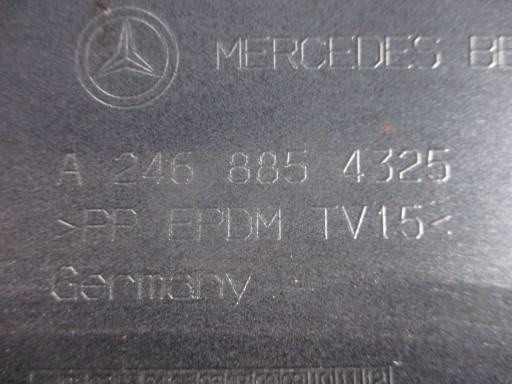 MERCEDES BE
A 246 885 4325
>PP EPDM TV15<
Germany